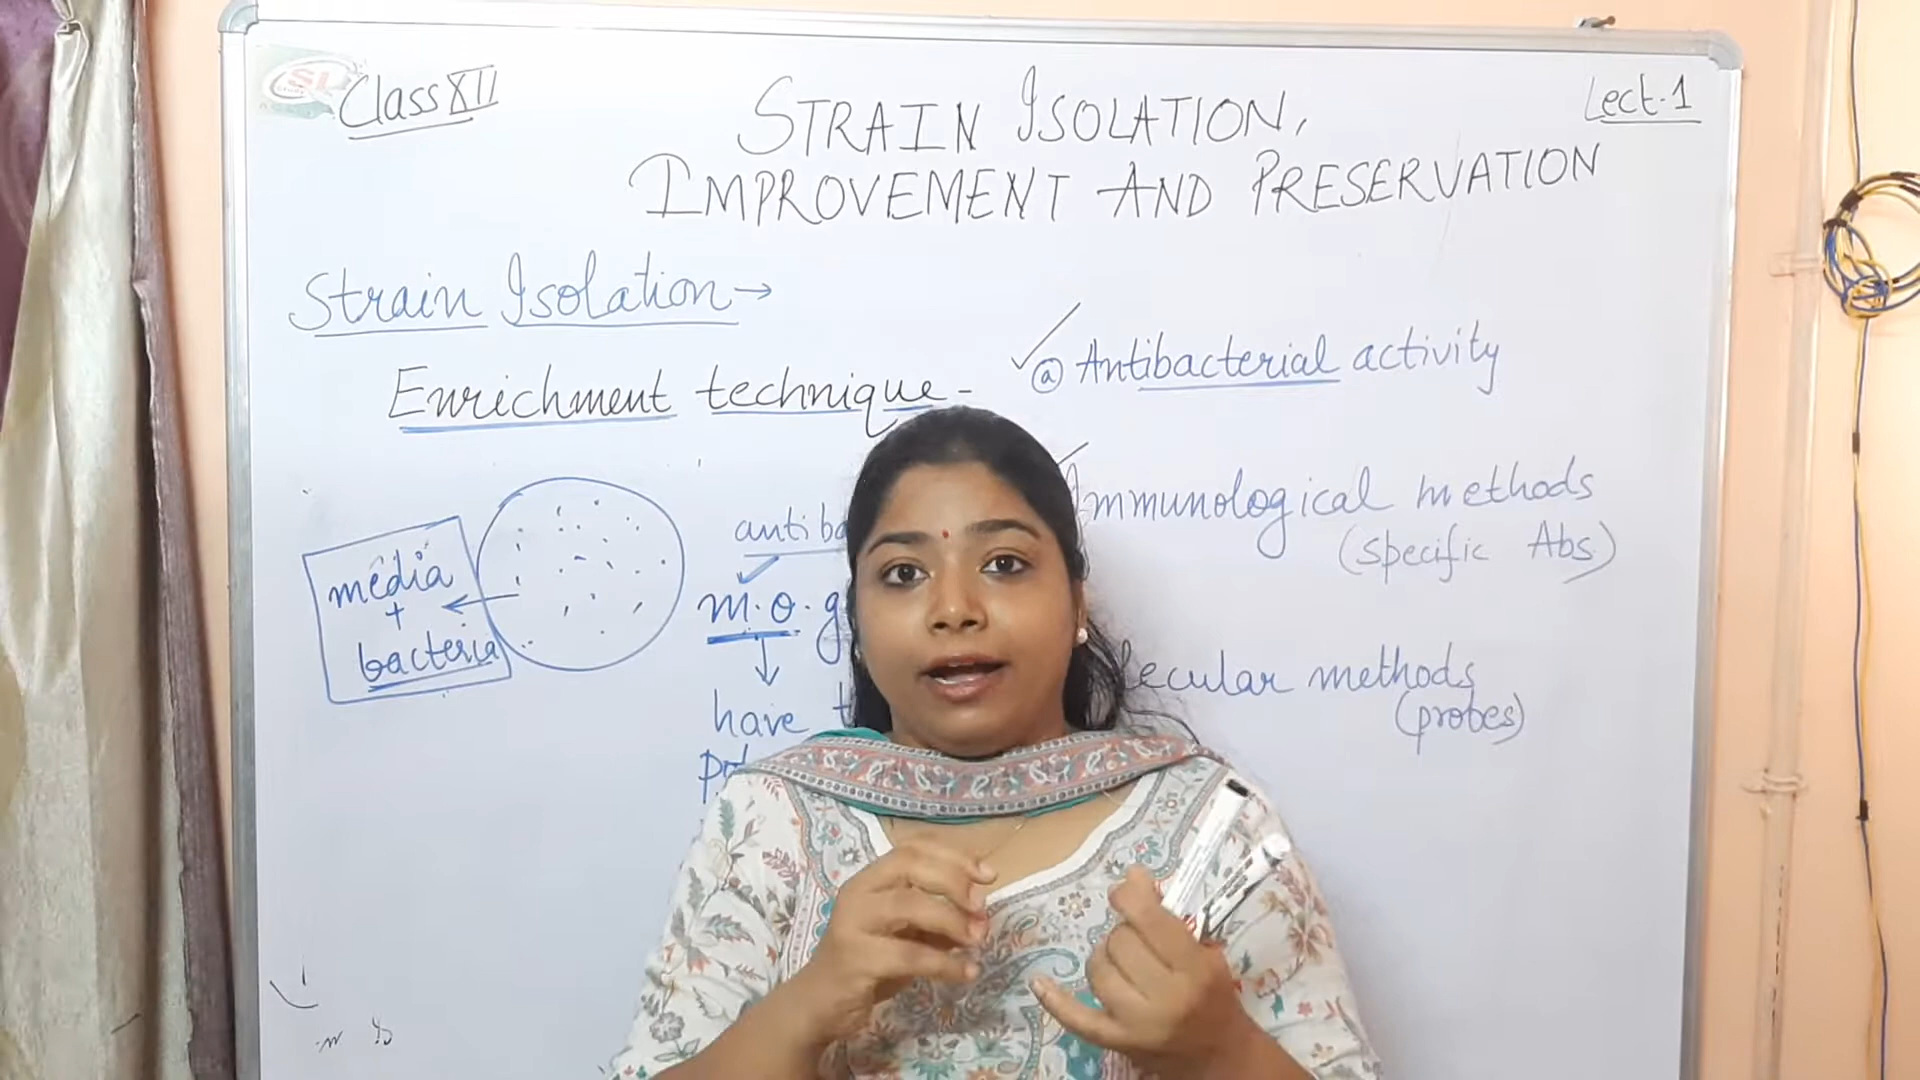 Class XII
STRAIN ISOLATION,
IMPROVEMENT AND PRESERVATION
Lect-1
Strain Isolation →
Enrichment technique -
media
+
bacteria
m.o.
have
ⓐ Antibacterial activity
Immunological methods
(specific Abs)
methods
(probes)